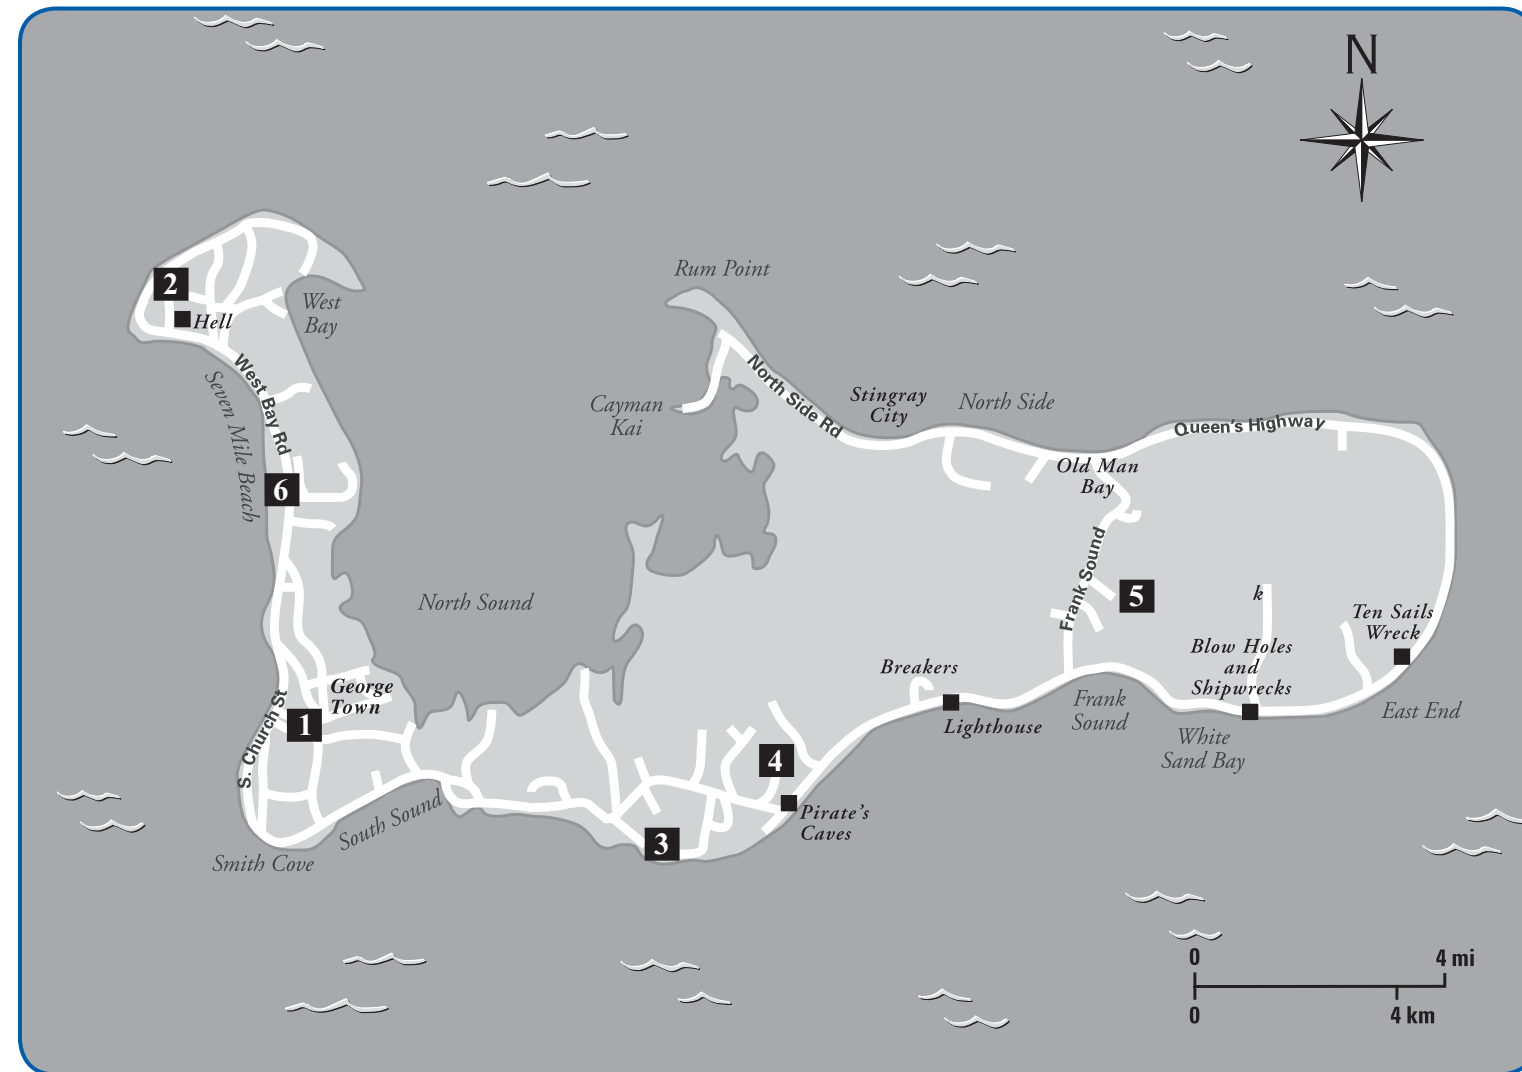 N
Rum Point
2
West
Bay
Hell
West Bay Rd
Seven Mile Beach
North Side Rd
Cayman
Kai
Stingray
City
North Side
Queen's Highway
Old Man
Bay
6
Frank Sound
North Sound
5
k
Ten Sails
Wreck
Blow Holes
and
Shipwrecks
Breakers
George
Town
1
S. Church St
Lighthouse
Frank
Sound
East End
White
Sand Bay
4
Pirate's
Caves
3
South Sound
Smith Cove
0
4 mi
0
4 km